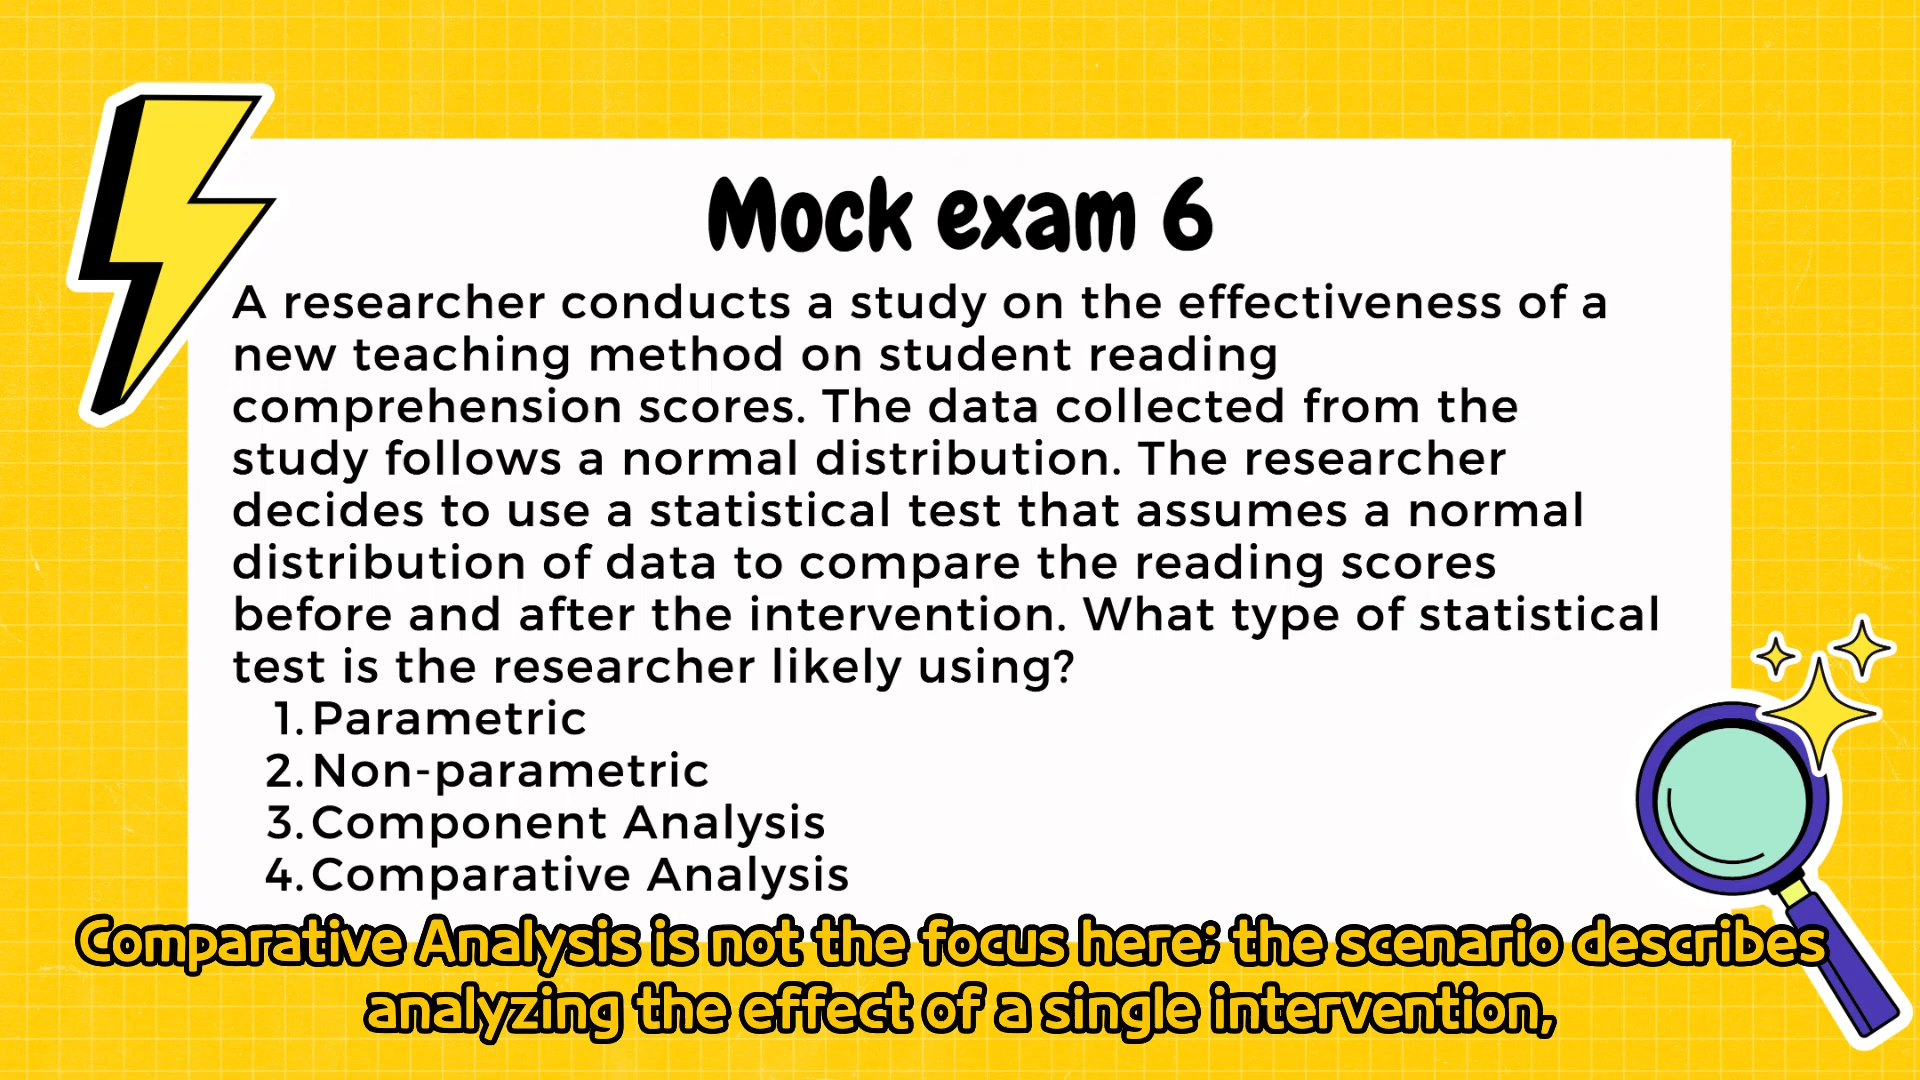 Mock exam 6
A researcher conducts a study on the effectiveness of a
new teaching method on student reading
comprehension scores. The data collected from the
study follows a normal distribution. The researcher
decides to use a statistical test that assumes a normal
distribution of data to compare the reading scores
before and after the intervention. What type of statistical
test is the researcher likely using?
1. Parametric
2. Non-parametric
3. Component Analysis
4. Comparative Analysis
Comparative Analysis is not the focus here; the scenario describes
analyzing the effect of a single intervention,